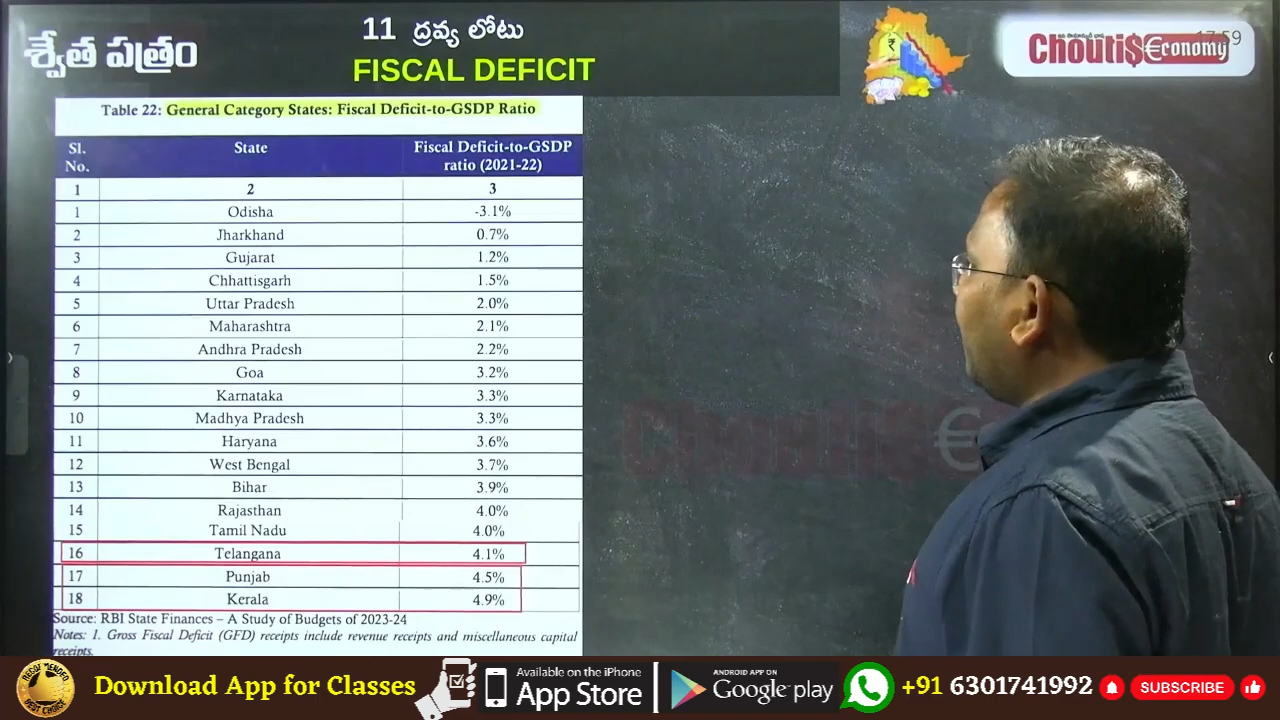 శ్వేత పత్రం
11 ద్రవ్య లోటు
FISCAL DEFICIT
Chouti$ €conomy
17:59
Table 22: General Category States: Fiscal Deficit-to-GSDP Ratio
Sl. No. State Fiscal Deficit-to-GSDP ratio (2021-22)
1 2 3
1 Odisha -3.1%
2 Jharkhand 0.7%
3 Gujarat 1.2%
4 Chhattisgarh 1.5%
5 Uttar Pradesh 2.0%
6 Maharashtra 2.1%
7 Andhra Pradesh 2.2%
8 Goa 3.2%
9 Karnataka 3.3%
10 Madhya Pradesh 3.3%
11 Haryana 3.6%
12 West Bengal 3.7%
13 Bihar 3.9%
14 Rajasthan 4.0%
15 Tamil Nadu 4.0%
16 Telangana 4.1%
17 Punjab 4.5%
18 Kerala 4.9%
Source: RBI State Finances – A Study of Budgets of 2023-24
Notes: 1. Gross Fiscal Deficit (GFD) receipts include revenue receipts and miscellaneous capital
receipts.
Download App for Classes
Available on the iPhone
App Store
ANDROID APP ON
Google play
+91 6301741992
SUBSCRIBE